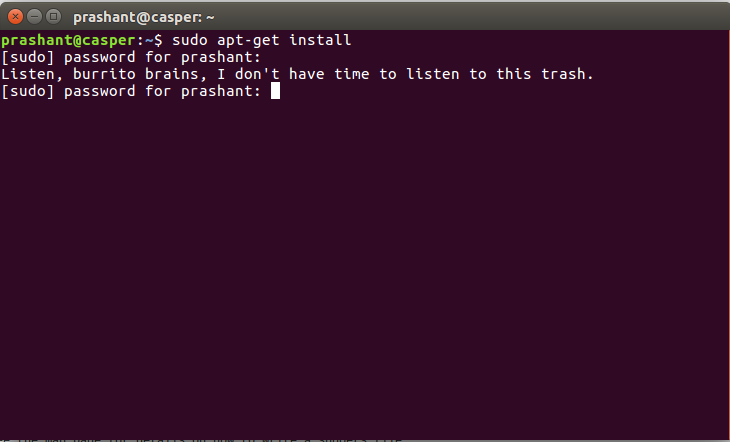 prashant@casper: ~
prashant@casper:~$ sudo apt-get install
[sudo] password for prashant:
Listen, burrito brains, I don't have time to listen to this trash.
[sudo] password for prashant: